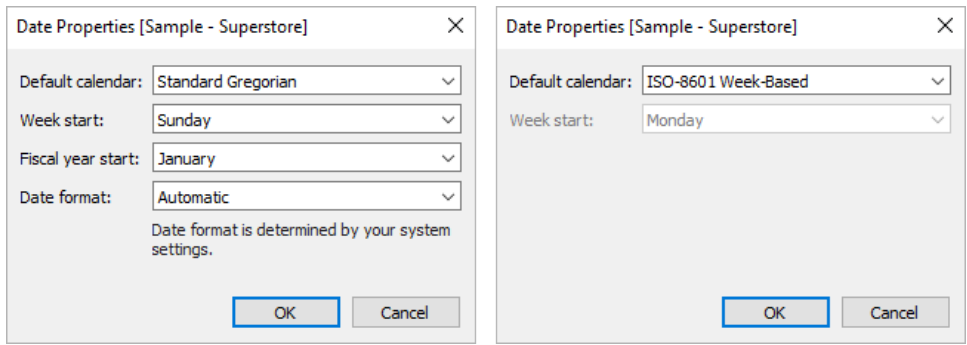 Date Properties [Sample - Superstore]
Default calendar: Standard Gregorian
Week start: Sunday
Fiscal year start: January
Date format: Automatic
Date format is determined by your system
settings.
OK Cancel
Date Properties [Sample - Superstore]
Default calendar: ISO-8601 Week-Based
Week start: Monday
OK Cancel